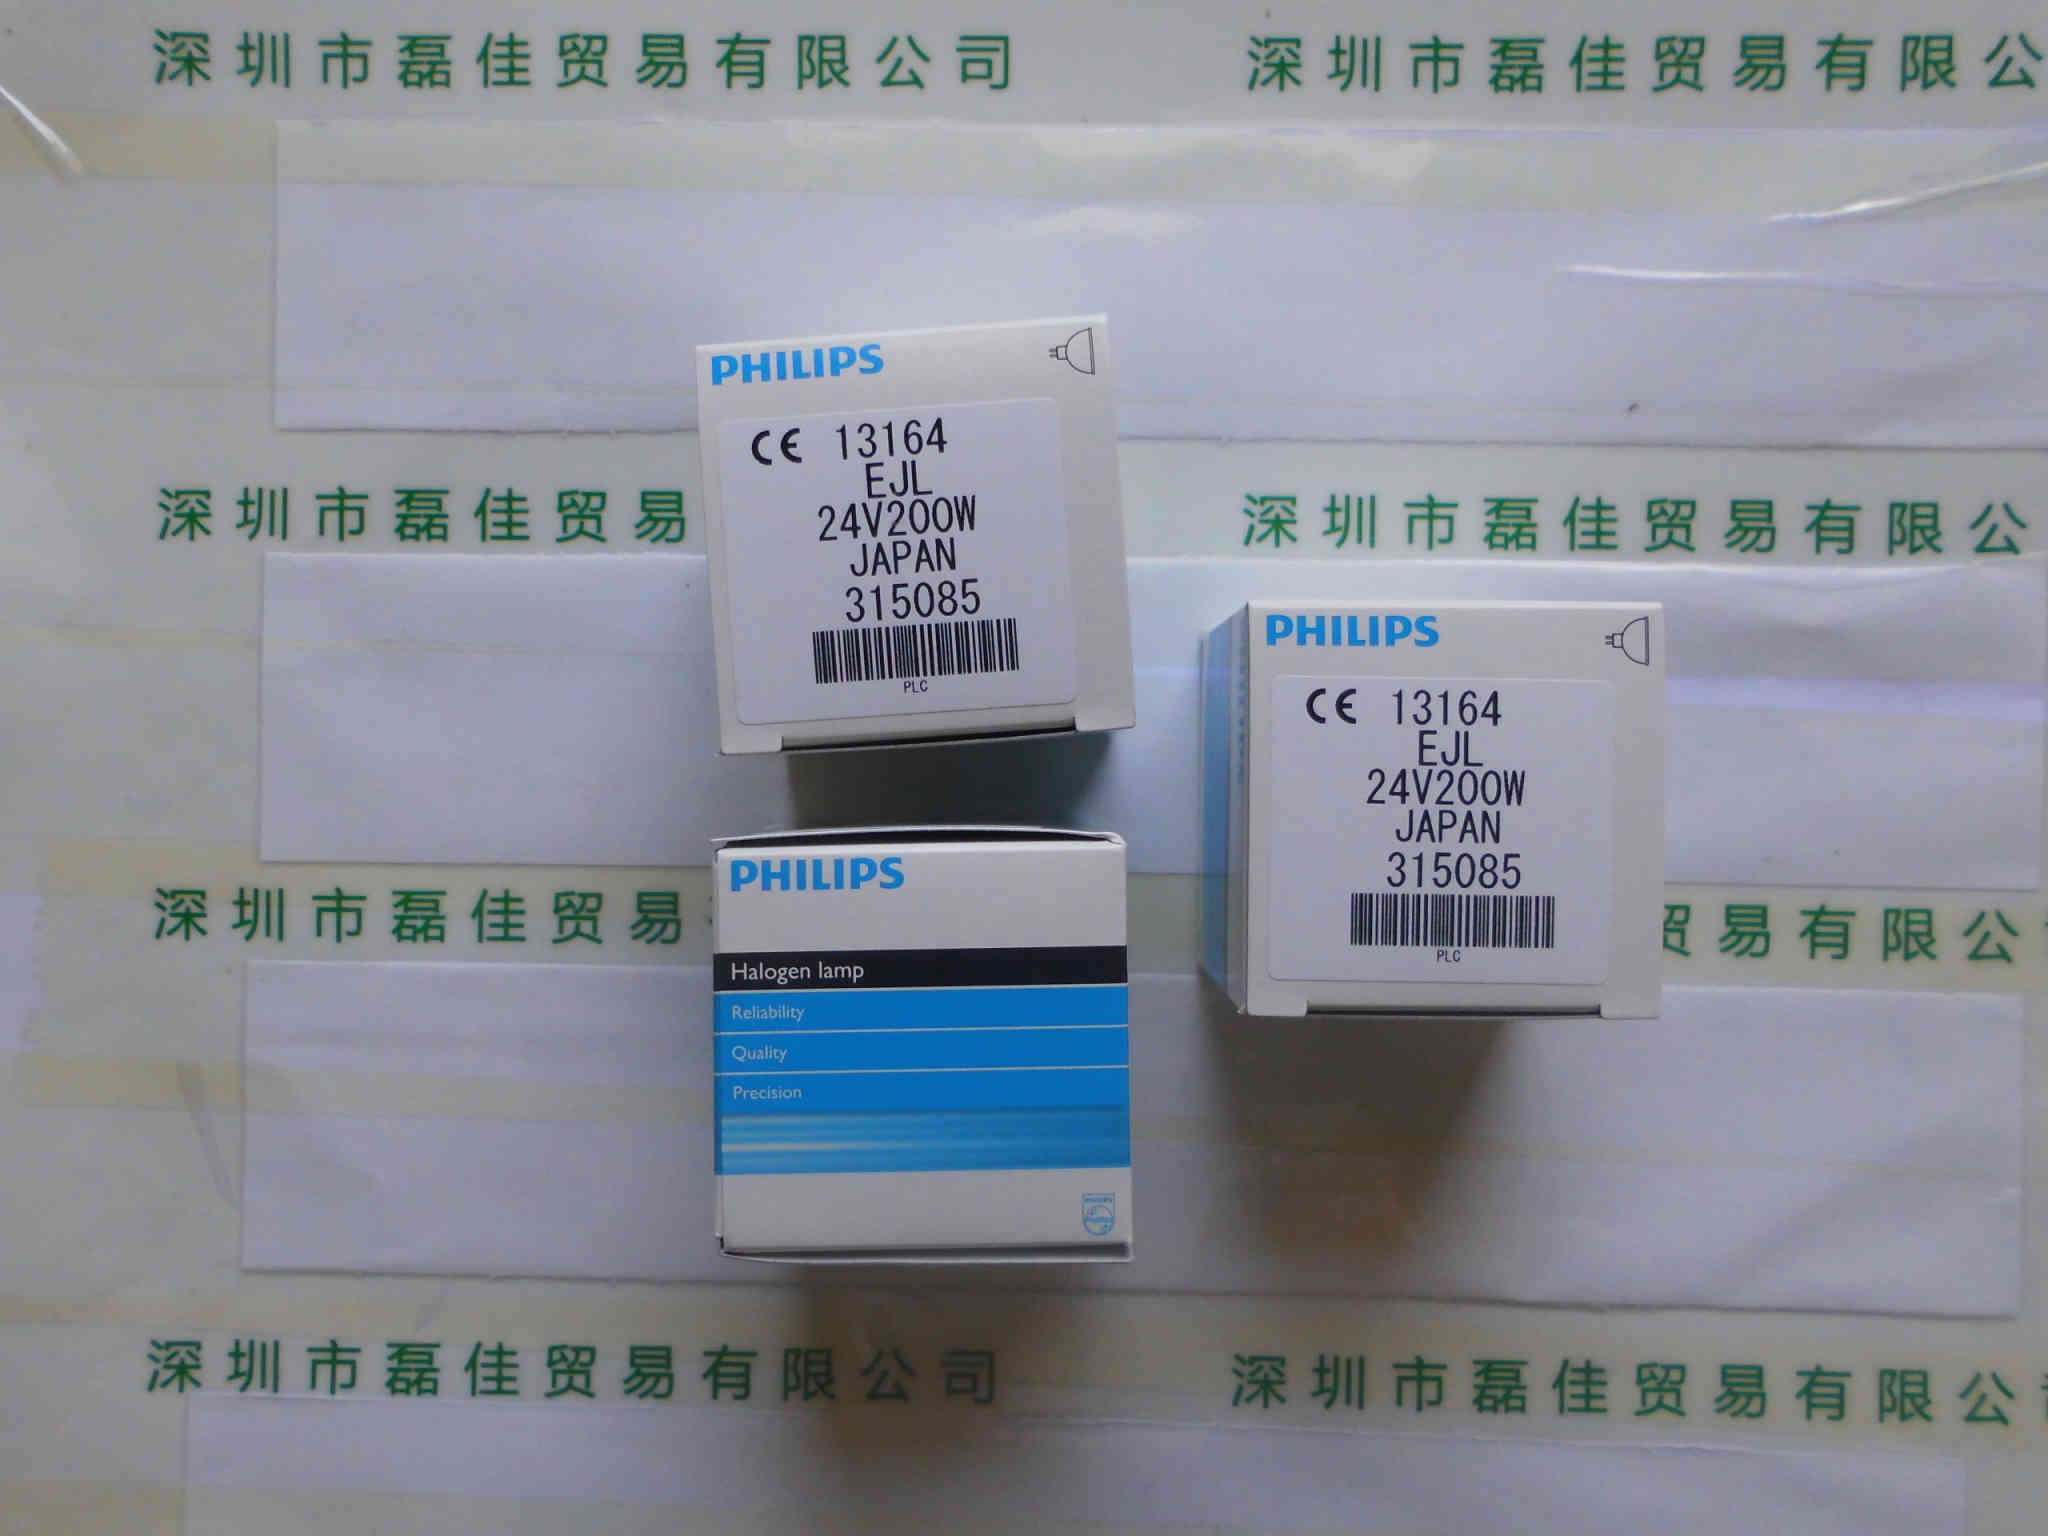 深圳市磊佳贸易有限公司 深圳市磊佳贸易有限公
PHILIPS
CE 13164
EJL
24V200W
JAPAN
315085
PLC
深圳市磊佳贸易 深圳市磊佳贸易有限公
PHILIPS
CE 13164
EJL
24V200W
JAPAN
315085
PLC
深圳市磊佳贸易 贸易有限公
PHILIPS
Halogen lamp
Reliability
Quality
Precision
PHILIPS
深圳市磊佳贸易有限公司 深圳市磊佳贸易有限公